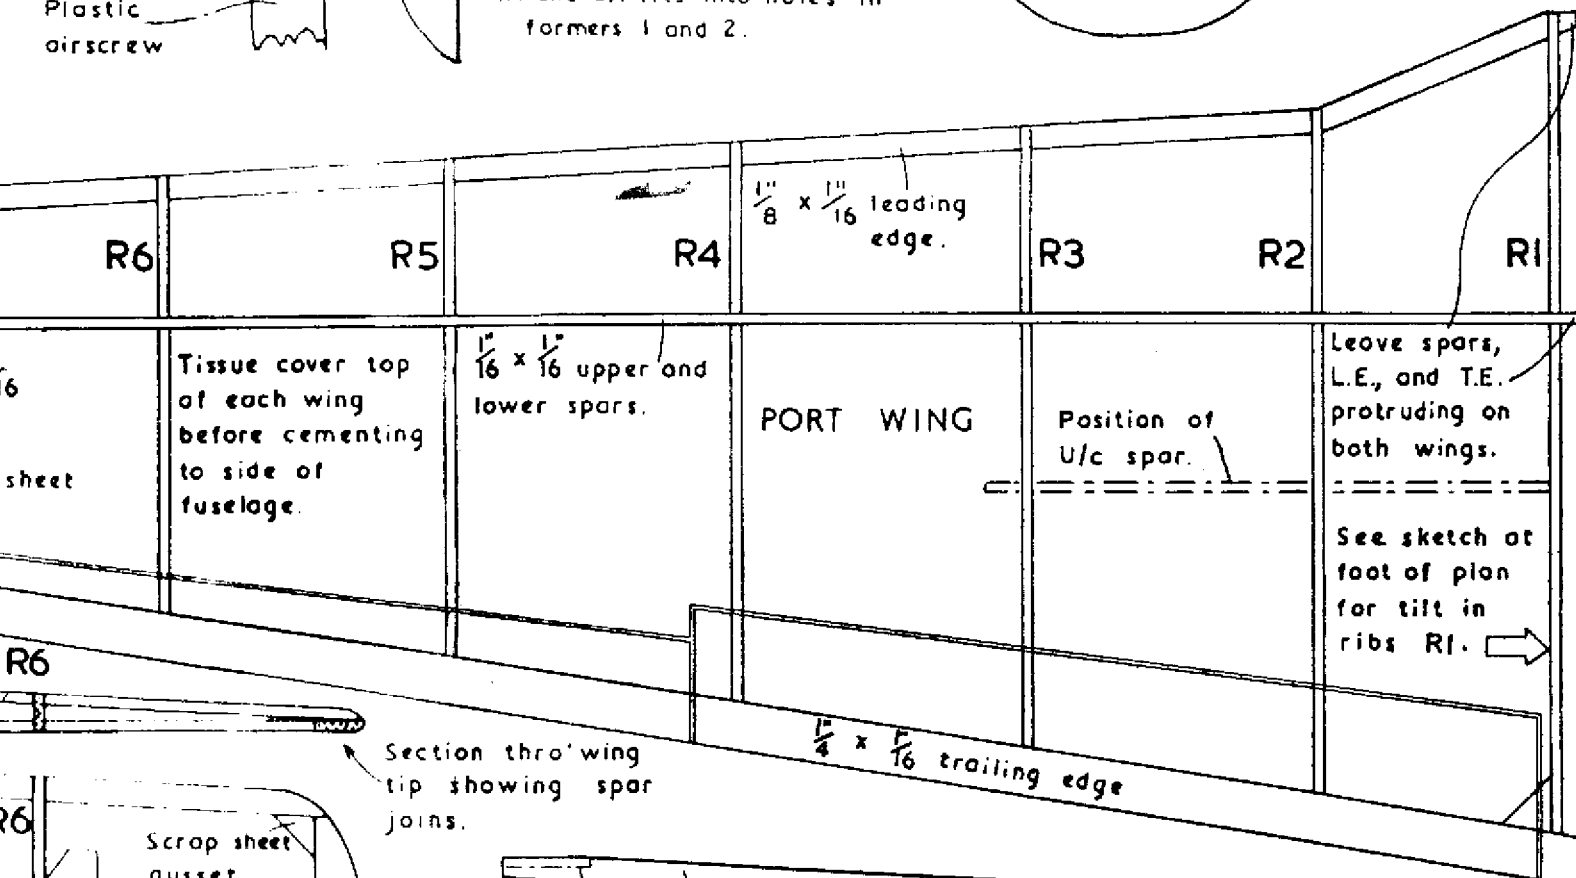 Plastic
airscrew
formers 1 and 2.
1"/8 x 1"/16 leading
edge.
R6
R5
R4
R3
R2
R1
Tissue cover top
of each wing
before cementing
to side of
fuselage.
1"/16 x 1"/16 upper and
lower spars.
PORT WING
Position of
U/c spar.
Leave spars,
L.E., and T.E.
protruding on
both wings.
sheet
See sketch at
foot of plan
for tilt in
ribs R1.
R6
1"/4 x 1"/16 trailing edge
Section thro' wing
tip showing spar
joins.
R6
Scrap sheet
gusset